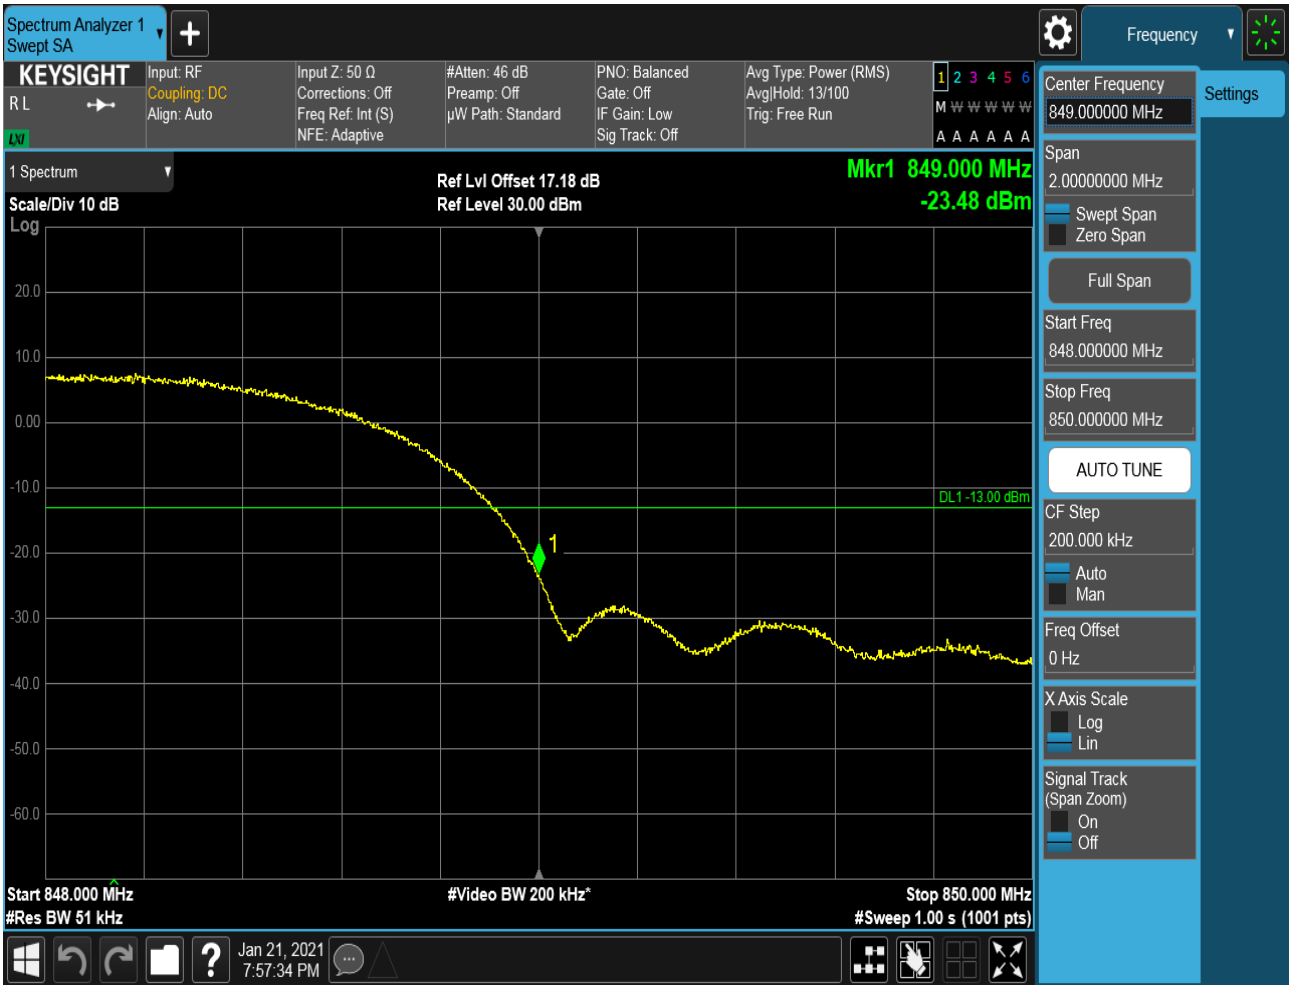 Spectrum Analyzer 1
Swept SA
Frequency
KEYSIGHT
R L
LXI
Input: RF
Coupling: DC
Align: Auto
Input Z: 50 Ω
Corrections: Off
Freq Ref: Int (S)
NFE: Adaptive
#Atten: 46 dB
Preamp: Off
µW Path: Standard
PNO: Balanced
Gate: Off
IF Gain: Low
Sig Track: Off
Avg Type: Power (RMS)
Avg|Hold: 13/100
Trig: Free Run
1 2 3 4 5 6
M W W W W W
A A A A A A
1 Spectrum
Scale/Div 10 dB
Log
Ref Lvl Offset 17.18 dB
Ref Level 30.00 dBm
Mkr1 849.000 MHz
-23.48 dBm
20.0
10.0
0.00
-10.0
-20.0
-30.0
-40.0
-50.0
-60.0
DL1 -13.00 dBm
1
Start 848.000 MHz
#Res BW 51 kHz
#Video BW 200 kHz*
Stop 850.000 MHz
#Sweep 1.00 s (1001 pts)
Center Frequency
849.000000 MHz
Settings
Span
2.00000000 MHz
Swept Span
Zero Span
Full Span
Start Freq
848.000000 MHz
Stop Freq
850.000000 MHz
AUTO TUNE
CF Step
200.000 kHz
Auto
Man
Freq Offset
0 Hz
X Axis Scale
Log
Lin
Signal Track
(Span Zoom)
On
Off
?
Jan 21, 2021
7:57:34 PM